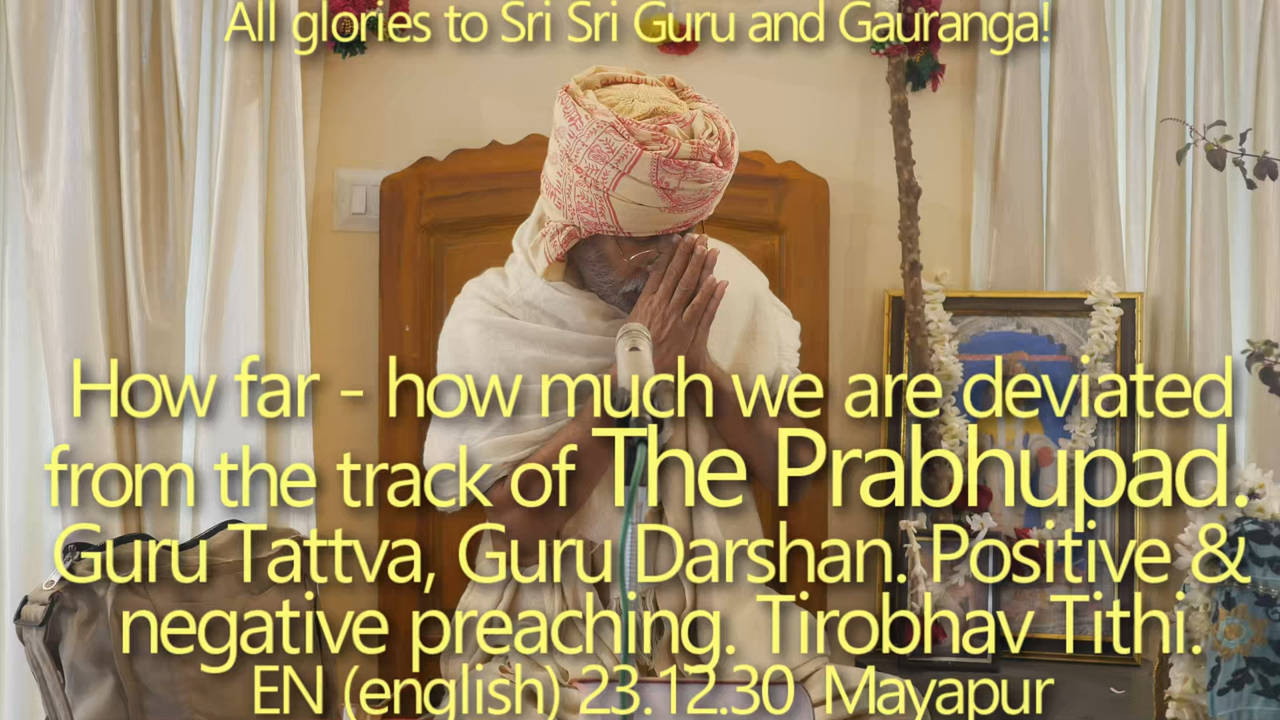 All glories to Sri Sri Guru and Gauranga!
How far - how much we are deviated
from the track of The Prabhupad.
Guru Tattva, Guru Darshan. Positive &
negative preaching. Tirobhav Tithi.
EN (english) 23.12.30 Mayapur